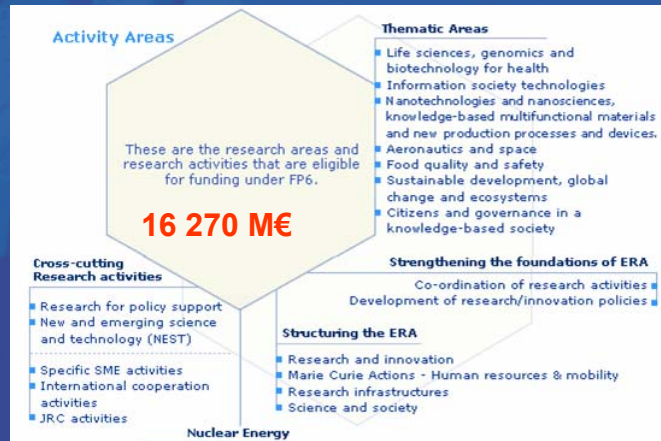 Activity Areas
These are the research areas and
research activities that are eligible
for funding under FP6.
16 270 M€
Thematic Areas
Life sciences, genomics and
biotechnology for health
Information society technologies
Nanotechnologies and nanosciences,
knowledge-based multifunctional materials
and new production processes and devices.
Aeronautics and space
Food quality and safety
Sustainable development, global
change and ecosystems
Citizens and governance in a
knowledge-based society
Cross-cutting
Research activities
Research for policy support
New and emerging science
and technology (NEST)
Specific SME activities
International cooperation
activities
JRC activities
Strengthening the foundations of ERA
Co-ordination of research activities
Development of research/innovation policies
Structuring the ERA
Research and innovation
Marie Curie Actions - Human resources & mobility
Research infrastructures
Science and society
Nuclear Energy